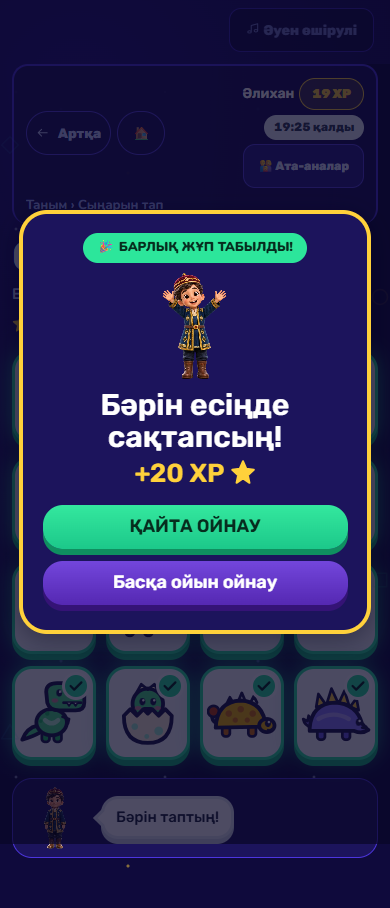 Әуен өшірулі
Әлихан 19 XP
← Артқа
19:25 қалды
Ата-аналар
Таным › Сыңарын тап
БАРЛЫҚ ЖҰП ТАБЫЛДЫ!
Бәрін есіңде
сақтапсың!
+20 XP
ҚАЙТА ОЙНАУ
Басқа ойын ойнау
Бәрін таптың!